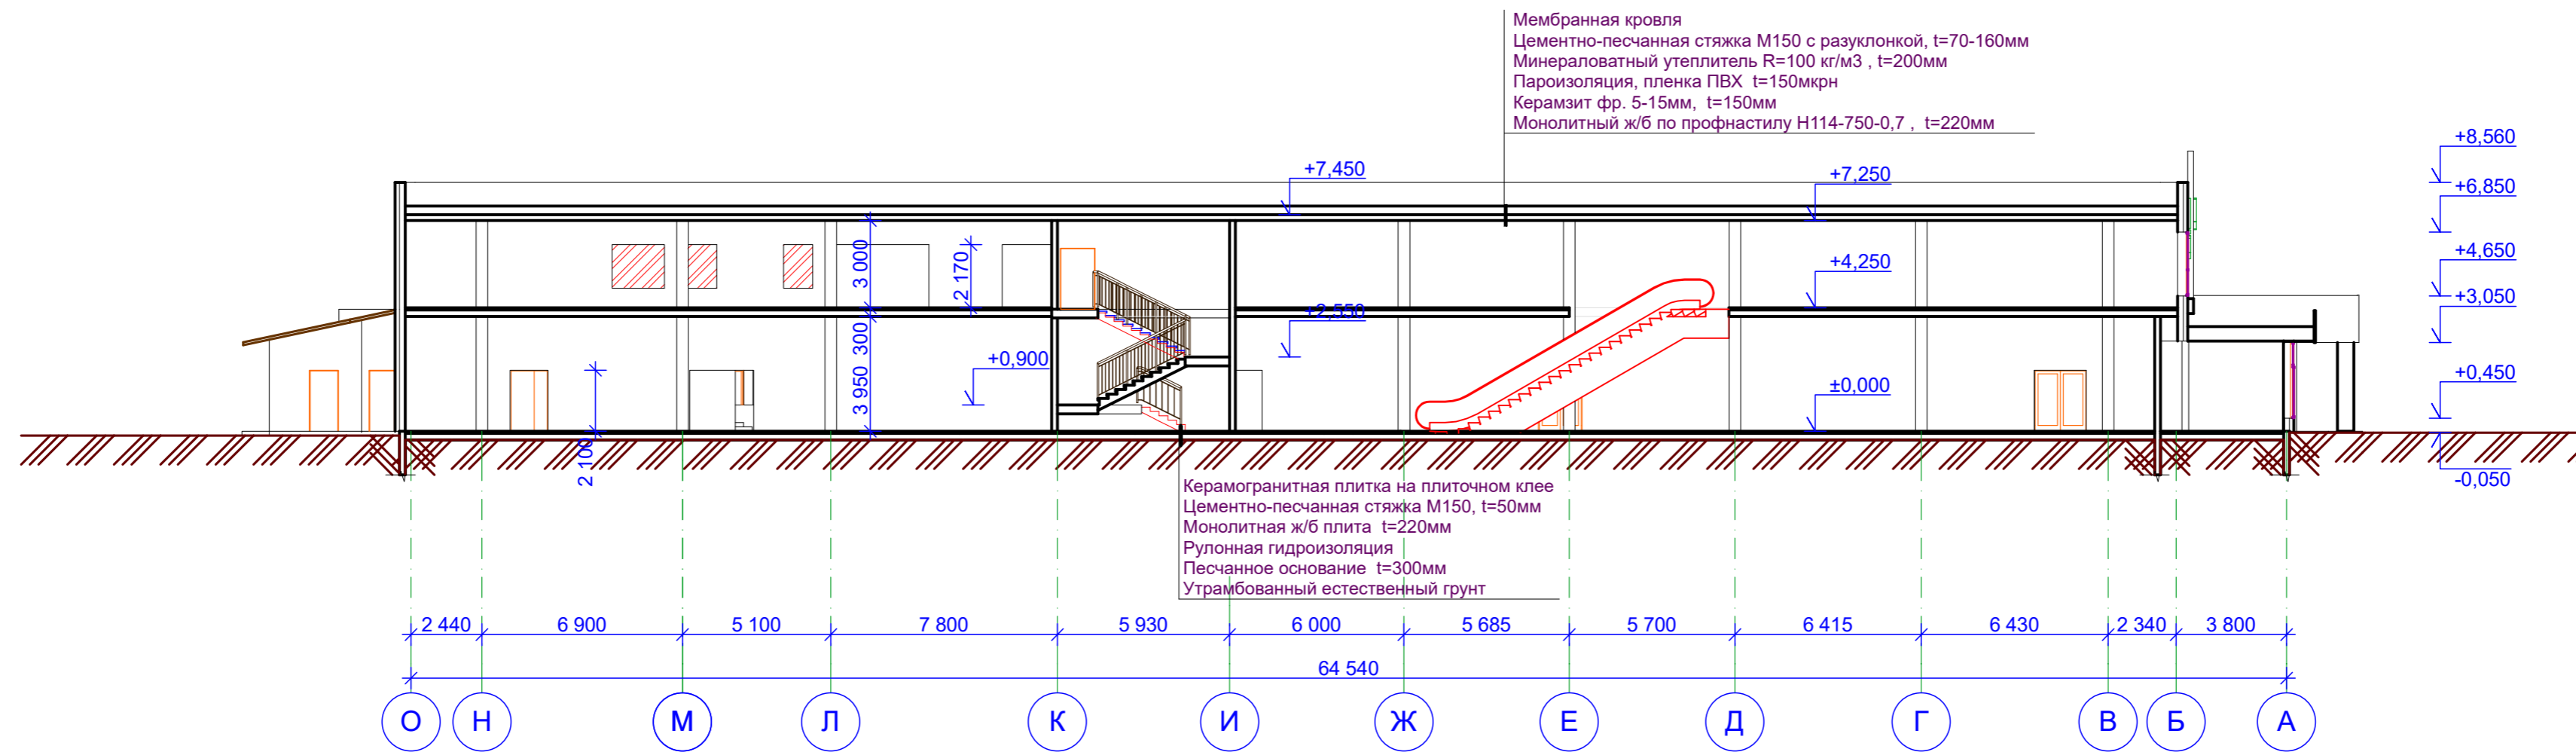 Мембранная кровля
Цементно-песчанная стяжка М150 с разуклонкой, t=70-160мм
Минераловатный утеплитель R=100 кг/м3 , t=200мм
Пароизоляция, пленка ПВХ t=150мкрн
Керамзит фр. 5-15мм, t=150мм
Монолитный ж/б по профнастилу Н114-750-0,7 , t=220мм
+8,560
+7,450
+7,250
+6,850
3 000
2 170
+4,250
+4,650
+2,550
+3,050
300
+0,900
3 950
±0,000
+0,450
2 100
-0,050
Керамогранитная плитка на плиточном клее
Цементно-песчанная стяжка М150, t=50мм
Монолитная ж/б плита t=220мм
Рулонная гидроизоляция
Песчанное основание t=300мм
Утрамбованный естественный грунт
2 440 6 900 5 100 7 800 5 930 6 000 5 685 5 700 6 415 6 430 2 340 3 800
64 540
О Н М Л К И Ж Е Д Г В Б А